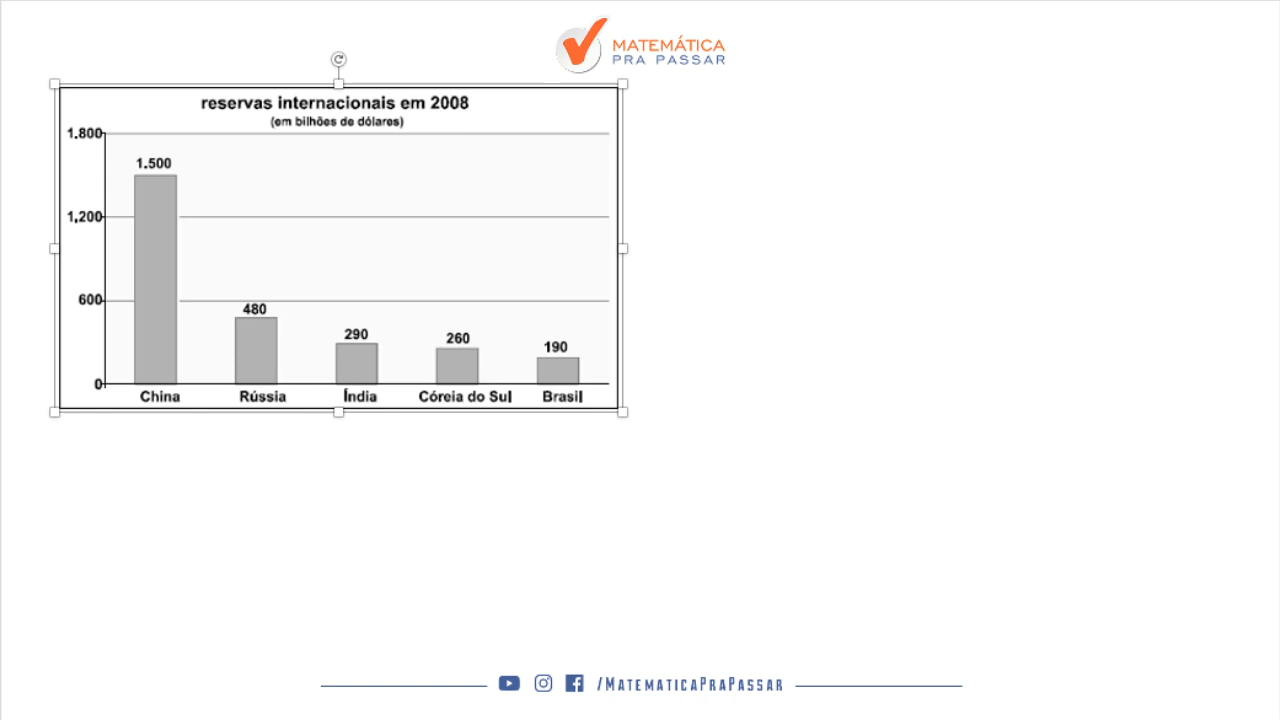 MATEMÁTICA
PRA PASSAR
reservas internacionais em 2008
(em bilhões de dólares)
1.800
1.500
1.200
600
480
290
260
190
0
China Rússia Índia Córeia do Sul Brasil
/MATEMATICAPRAPASSAR